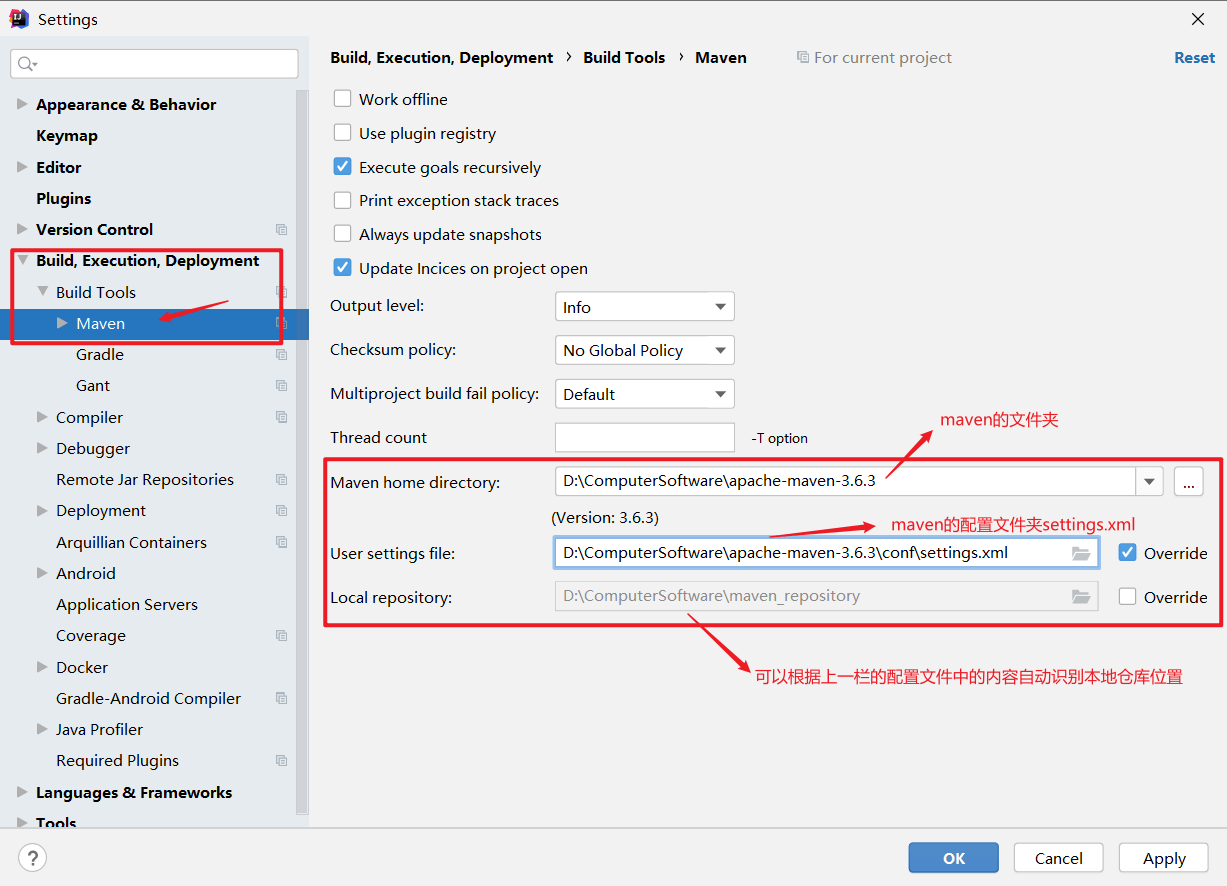 Settings
Build, Execution, Deployment › Build Tools › Maven For current project Reset
Appearance & Behavior
Keymap
Editor
Plugins
Version Control
Build, Execution, Deployment
Build Tools
Maven
Gradle
Gant
Compiler
Debugger
Remote Jar Repositories
Deployment
Arquillian Containers
Android
Application Servers
Coverage
Docker
Gradle-Android Compiler
Java Profiler
Required Plugins
Languages & Frameworks
Tools
Work offline
Use plugin registry
Execute goals recursively
Print exception stack traces
Always update snapshots
Update Incices on project open
Output level: Info
Checksum policy: No Global Policy
Multiproject build fail policy: Default
Thread count -T option
maven的文件夹
Maven home directory: D:\ComputerSoftware\apache-maven-3.6.3 ...
(Version: 3.6.3)
maven的配置文件夹settings.xml
User settings file: D:\ComputerSoftware\apache-maven-3.6.3\conf\settings.xml Override
Local repository: D:\ComputerSoftware\maven_repository Override
可以根据上一栏的配置文件中的内容自动识别本地仓库位置
? OK Cancel Apply